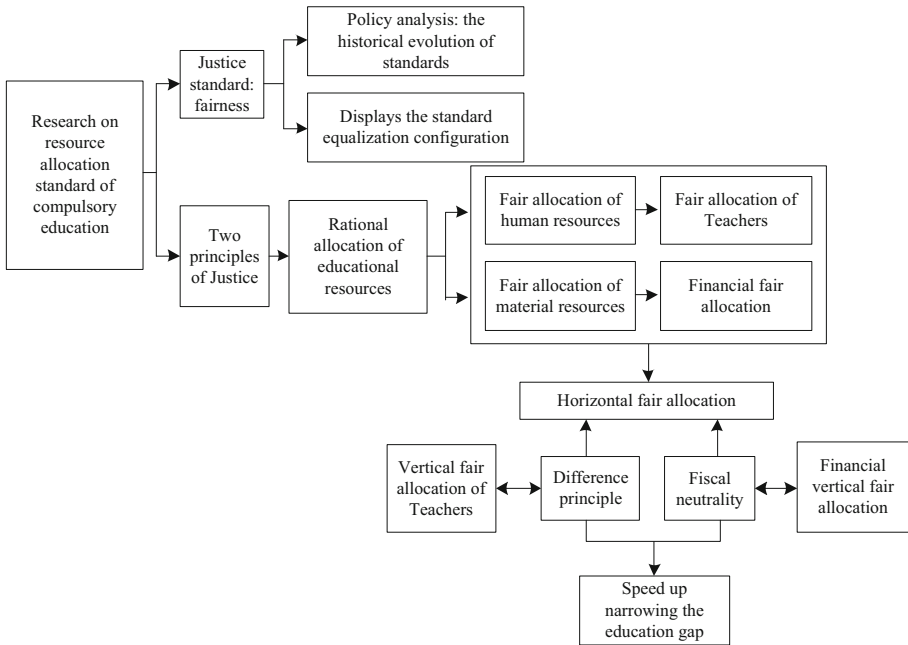 Policy analysis: the
historical evolution of
standards
Justice
standard:
fairness
Displays the standard
equalization configuration
Research on
resource
allocation
standard of
compulsory
education
Two
principles
of Justice
Rational
allocation of
educational
resources
Fair allocation of
human resources
Fair allocation of
Teachers
Fair allocation of
material resources
Financial fair
allocation
Horizontal fair allocation
Vertical fair
allocation of
Teachers
Difference
principle
Fiscal
neutrality
Financial
vertical fair
allocation
Speed up
narrowing the
education gap